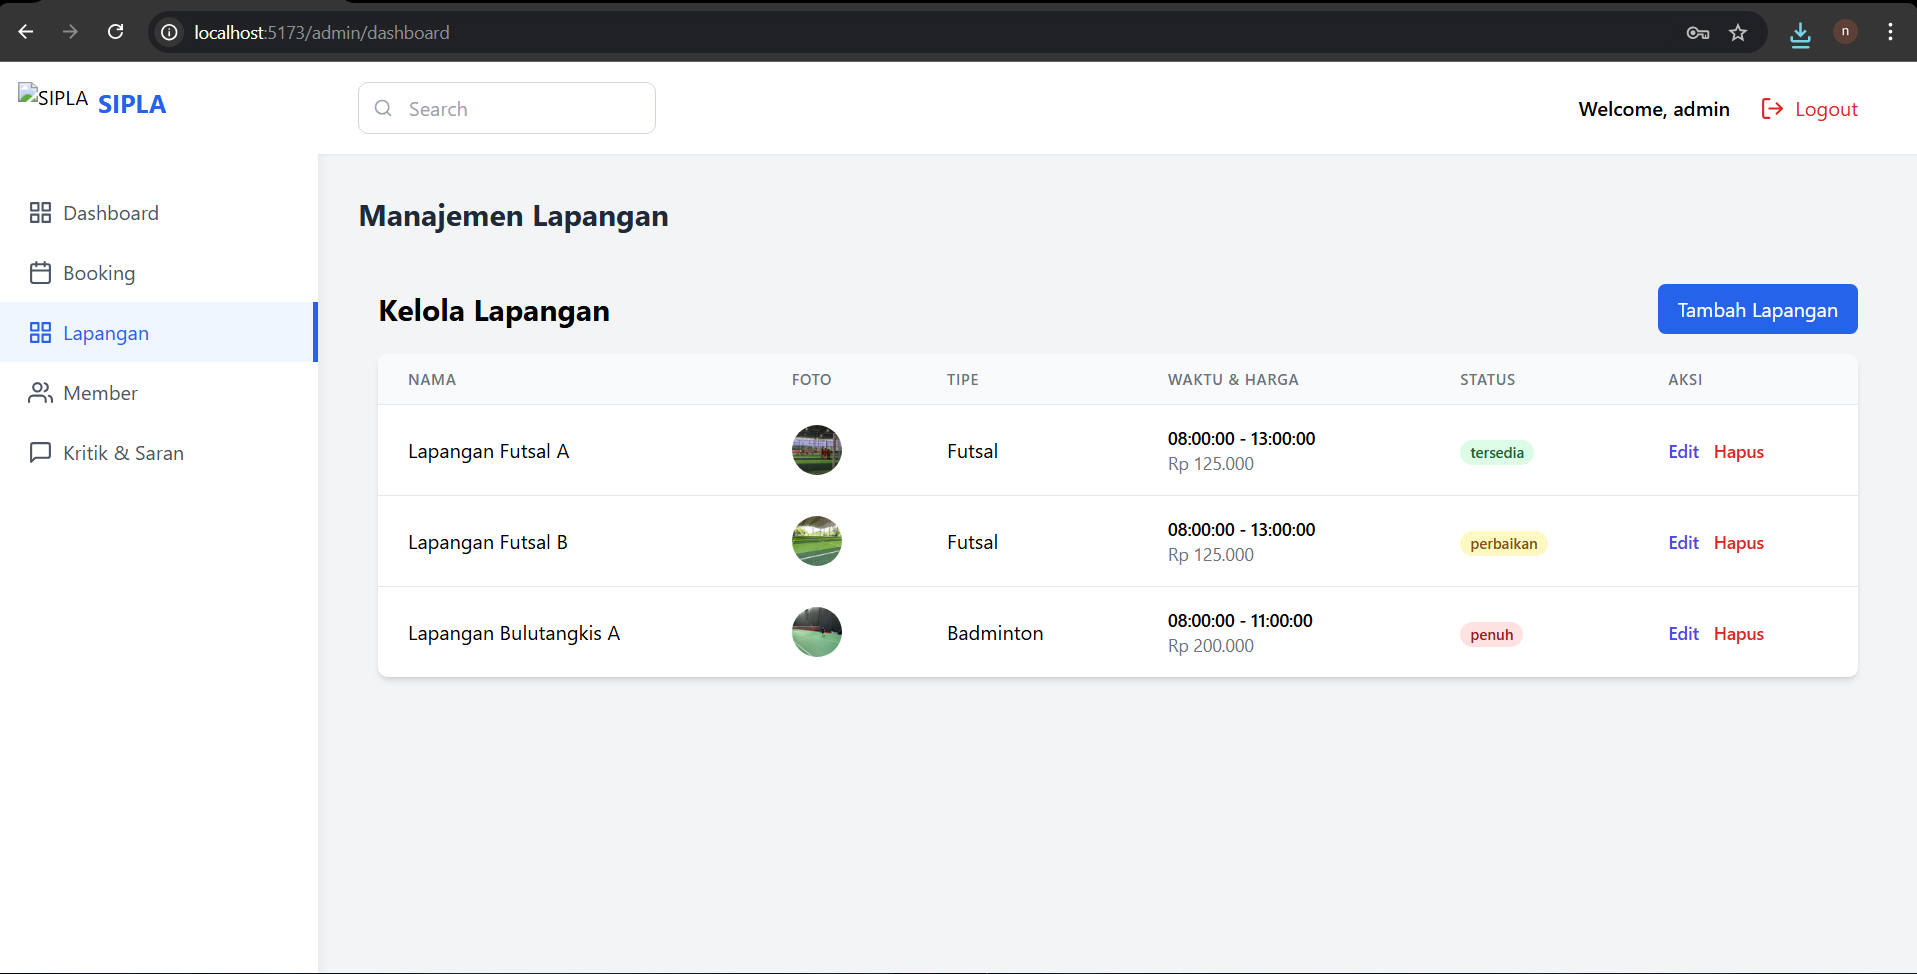 localhost:5173/admin/dashboard
n
SIPLA SIPLA
Search
Welcome, admin
Logout
Dashboard
Booking
Lapangan
Member
Kritik & Saran
Manajemen Lapangan
Kelola Lapangan
Tambah Lapangan
NAMA FOTO TIPE WAKTU & HARGA STATUS AKSI
Lapangan Futsal A Futsal 08:00:00 - 13:00:00 tersedia Edit Hapus
Rp 125.000
Lapangan Futsal B Futsal 08:00:00 - 13:00:00 perbaikan Edit Hapus
Rp 125.000
Lapangan Bulutangkis A Badminton 08:00:00 - 11:00:00 penuh Edit Hapus
Rp 200.000